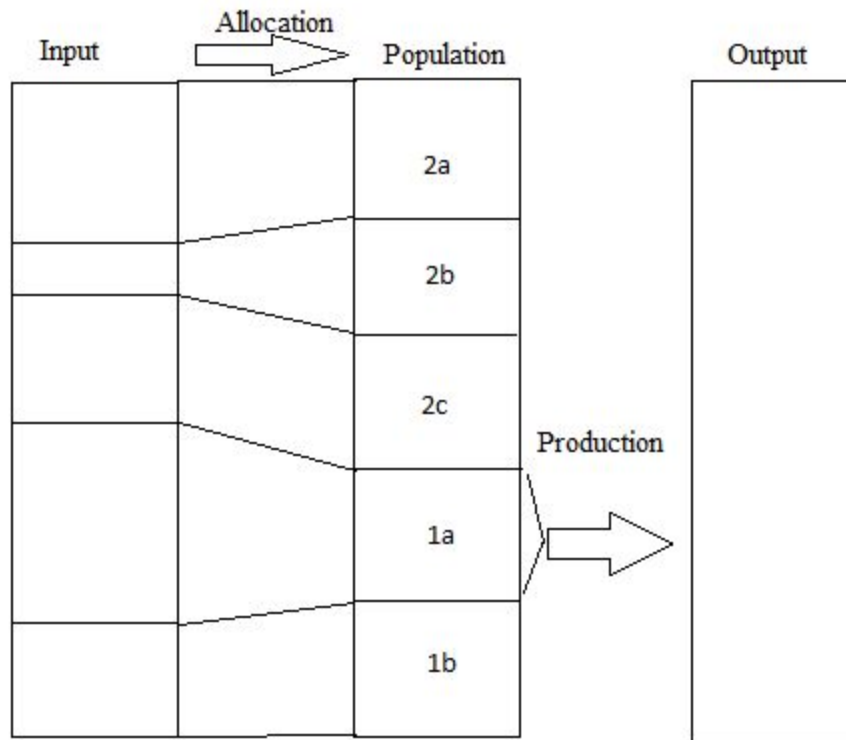 Allocation
Input
Population
Output
2a
2b
2c
Production
1a
1b